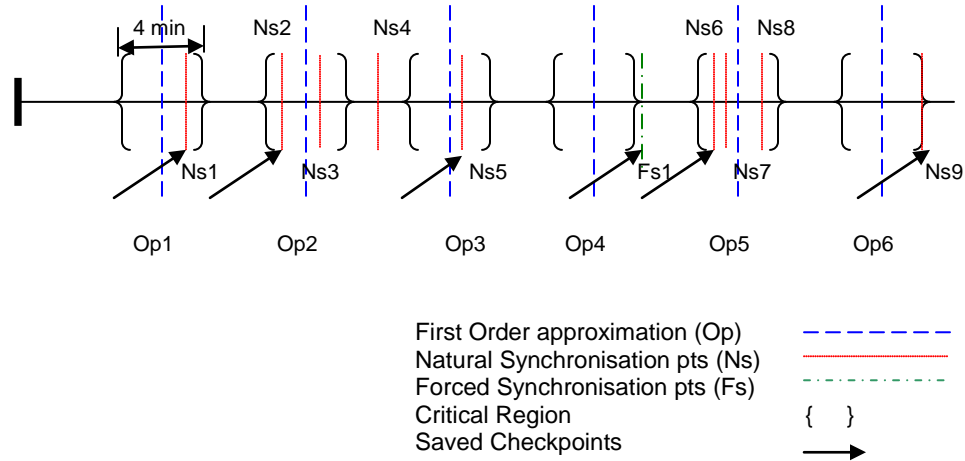 4 min Ns2 Ns4 Ns6 Ns8
Ns1 Ns3 Ns5 Fs1 Ns7 Ns9
Op1 Op2 Op3 Op4 Op5 Op6
First Order approximation (Op)
Natural Synchronisation pts (Ns)
Forced Synchronisation pts (Fs)
Critical Region { }
Saved Checkpoints